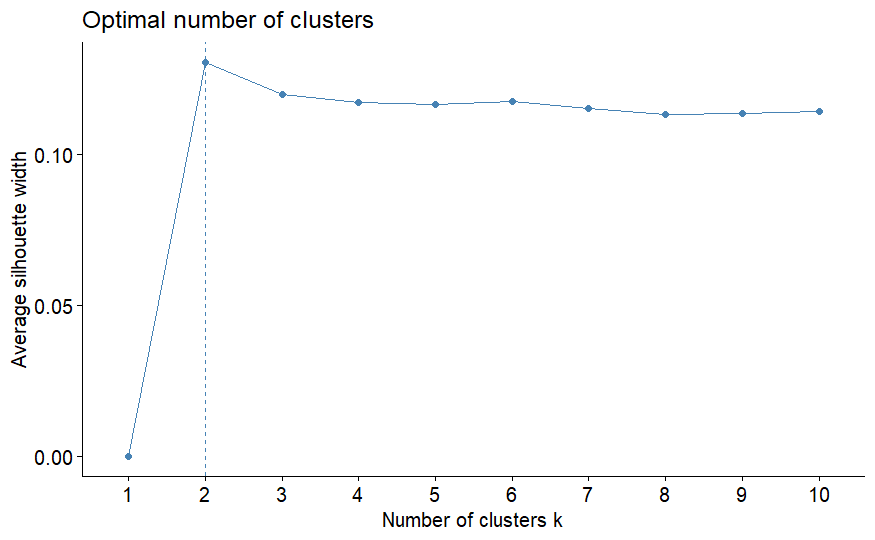 Optimal number of clusters
Average silhouette width
0.10
0.05
0.00
1 2 3 4 5 6 7 8 9 10
Number of clusters k